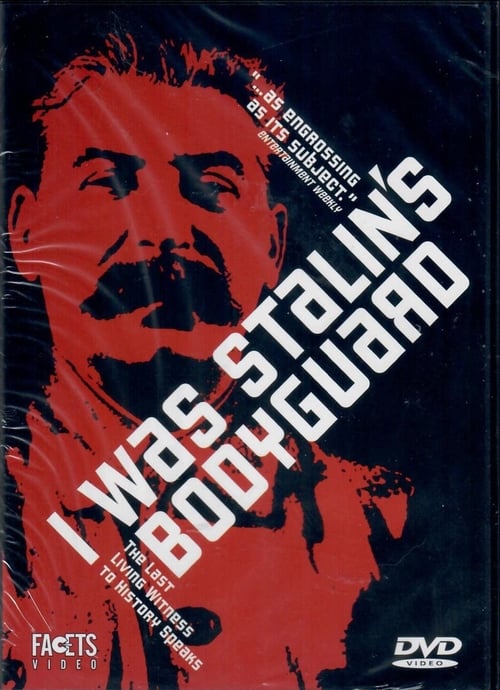 "...as engrossing
as its subject."
entertainment weekly
I was Stalin's
bodyguard
The Last
Living Witness
to History Speaks
FACETS
VIDEO
DVD
VIDEO